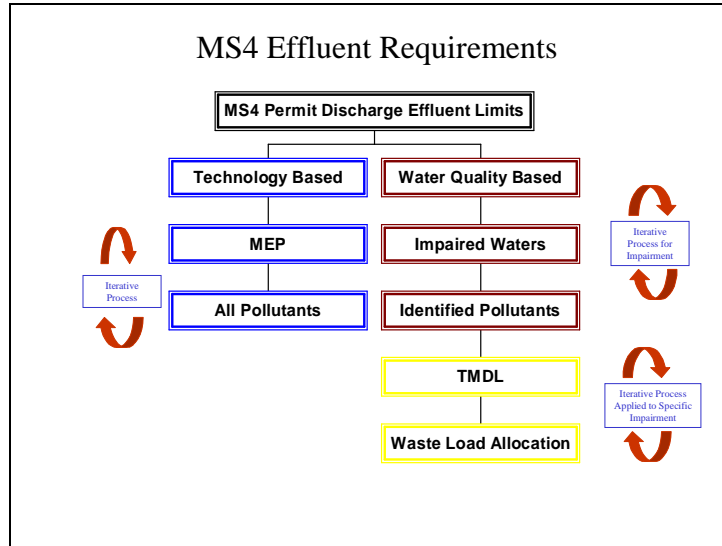 MS4 Effluent Requirements
MS4 Permit Discharge Effluent Limits
Technology Based
Water Quality Based
MEP
Impaired Waters
Iterative
Process for
Impairment
Iterative
Process
All Pollutants
Identified Pollutants
TMDL
Iterative Process
Applied to Specific
Impairment
Waste Load Allocation